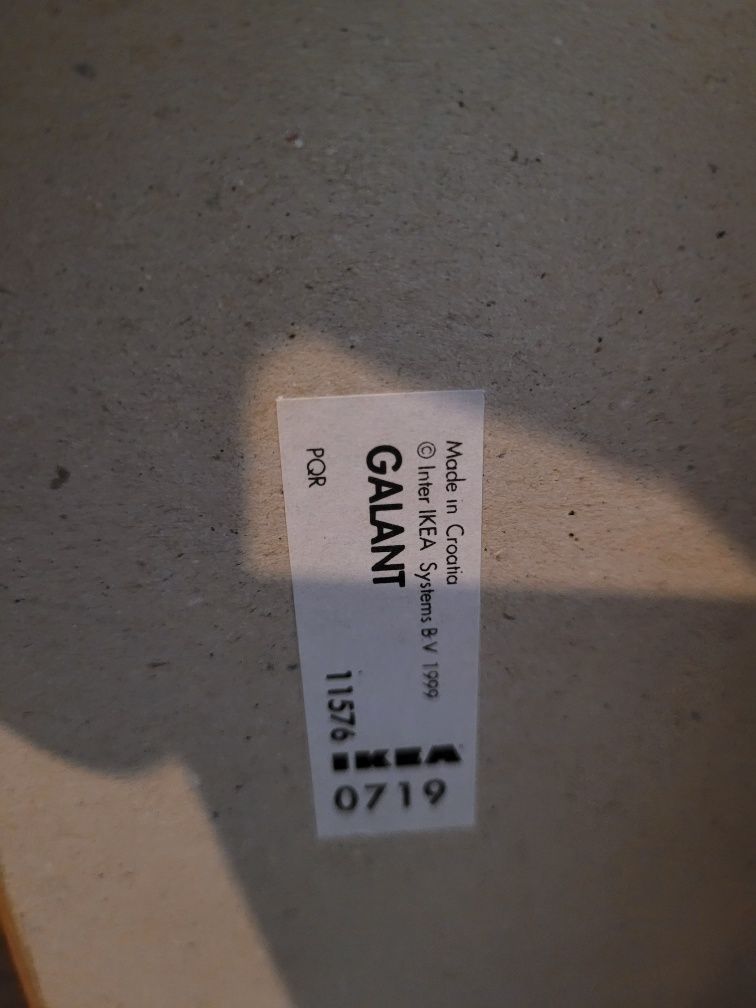 Made in Croatia
© Inter IKEA Systems B.V 1999
GALANT
PQR
11576
IKEA
0719